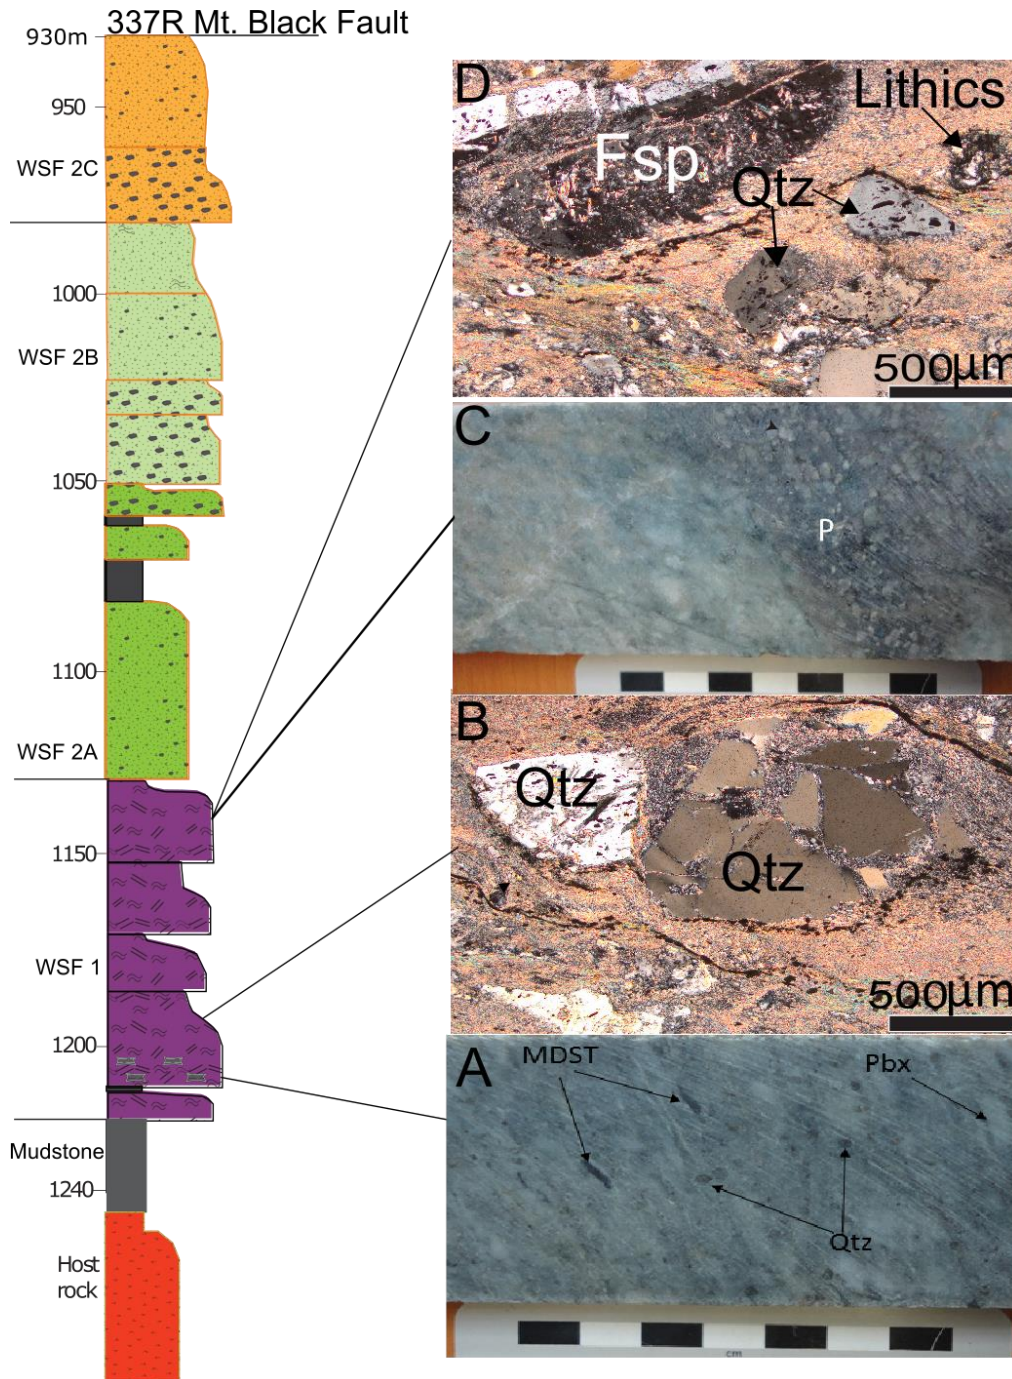 337R Mt. Black Fault
930m
950
WSF 2C
1000
WSF 2B
1050
1100
WSF 2A
1150
WSF 1
1200
Mudstone
1240
Host
rock
D
Lithics
Fsp
Qtz
500µm
C
P
B
Qtz
Qtz
500µm
A
MDST
Pbx
Qtz
cm